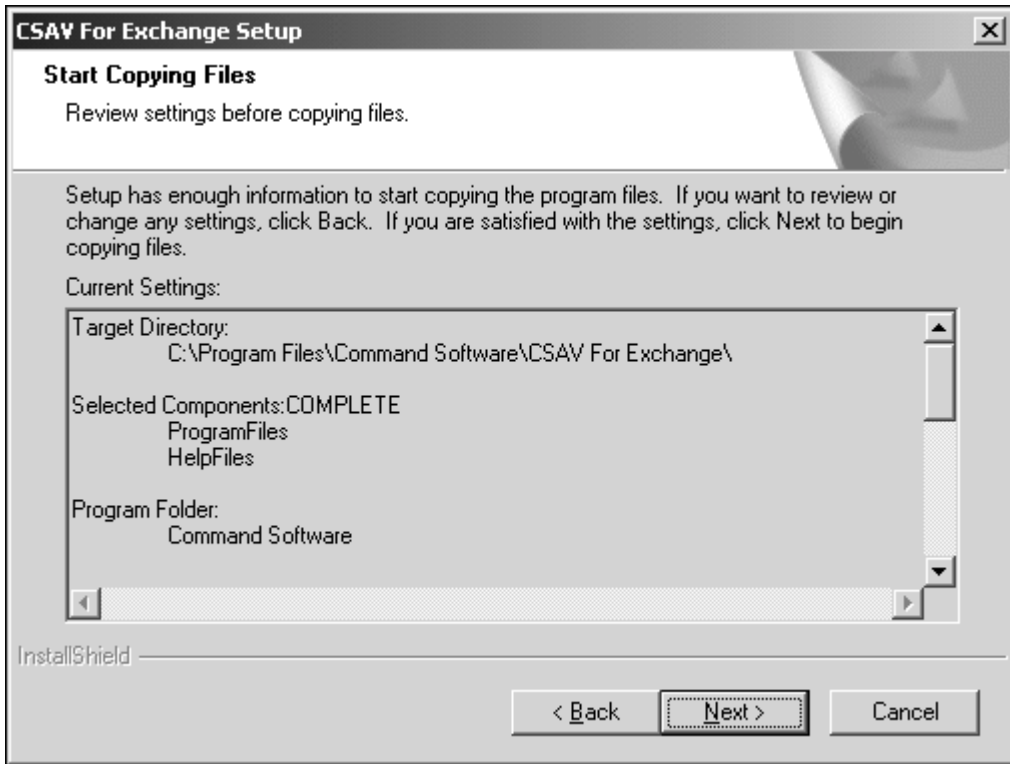 CSAV For Exchange Setup
Start Copying Files
Review settings before copying files.
Setup has enough information to start copying the program files.  If you want to review or
change any settings, click Back.  If you are satisfied with the settings, click Next to begin
copying files.
Current Settings:
Target Directory:
C:\Program Files\Command Software\CSAV For Exchange\
Selected Components:COMPLETE
ProgramFiles
HelpFiles
Program Folder:
Command Software
InstallShield
< Back
Next >
Cancel